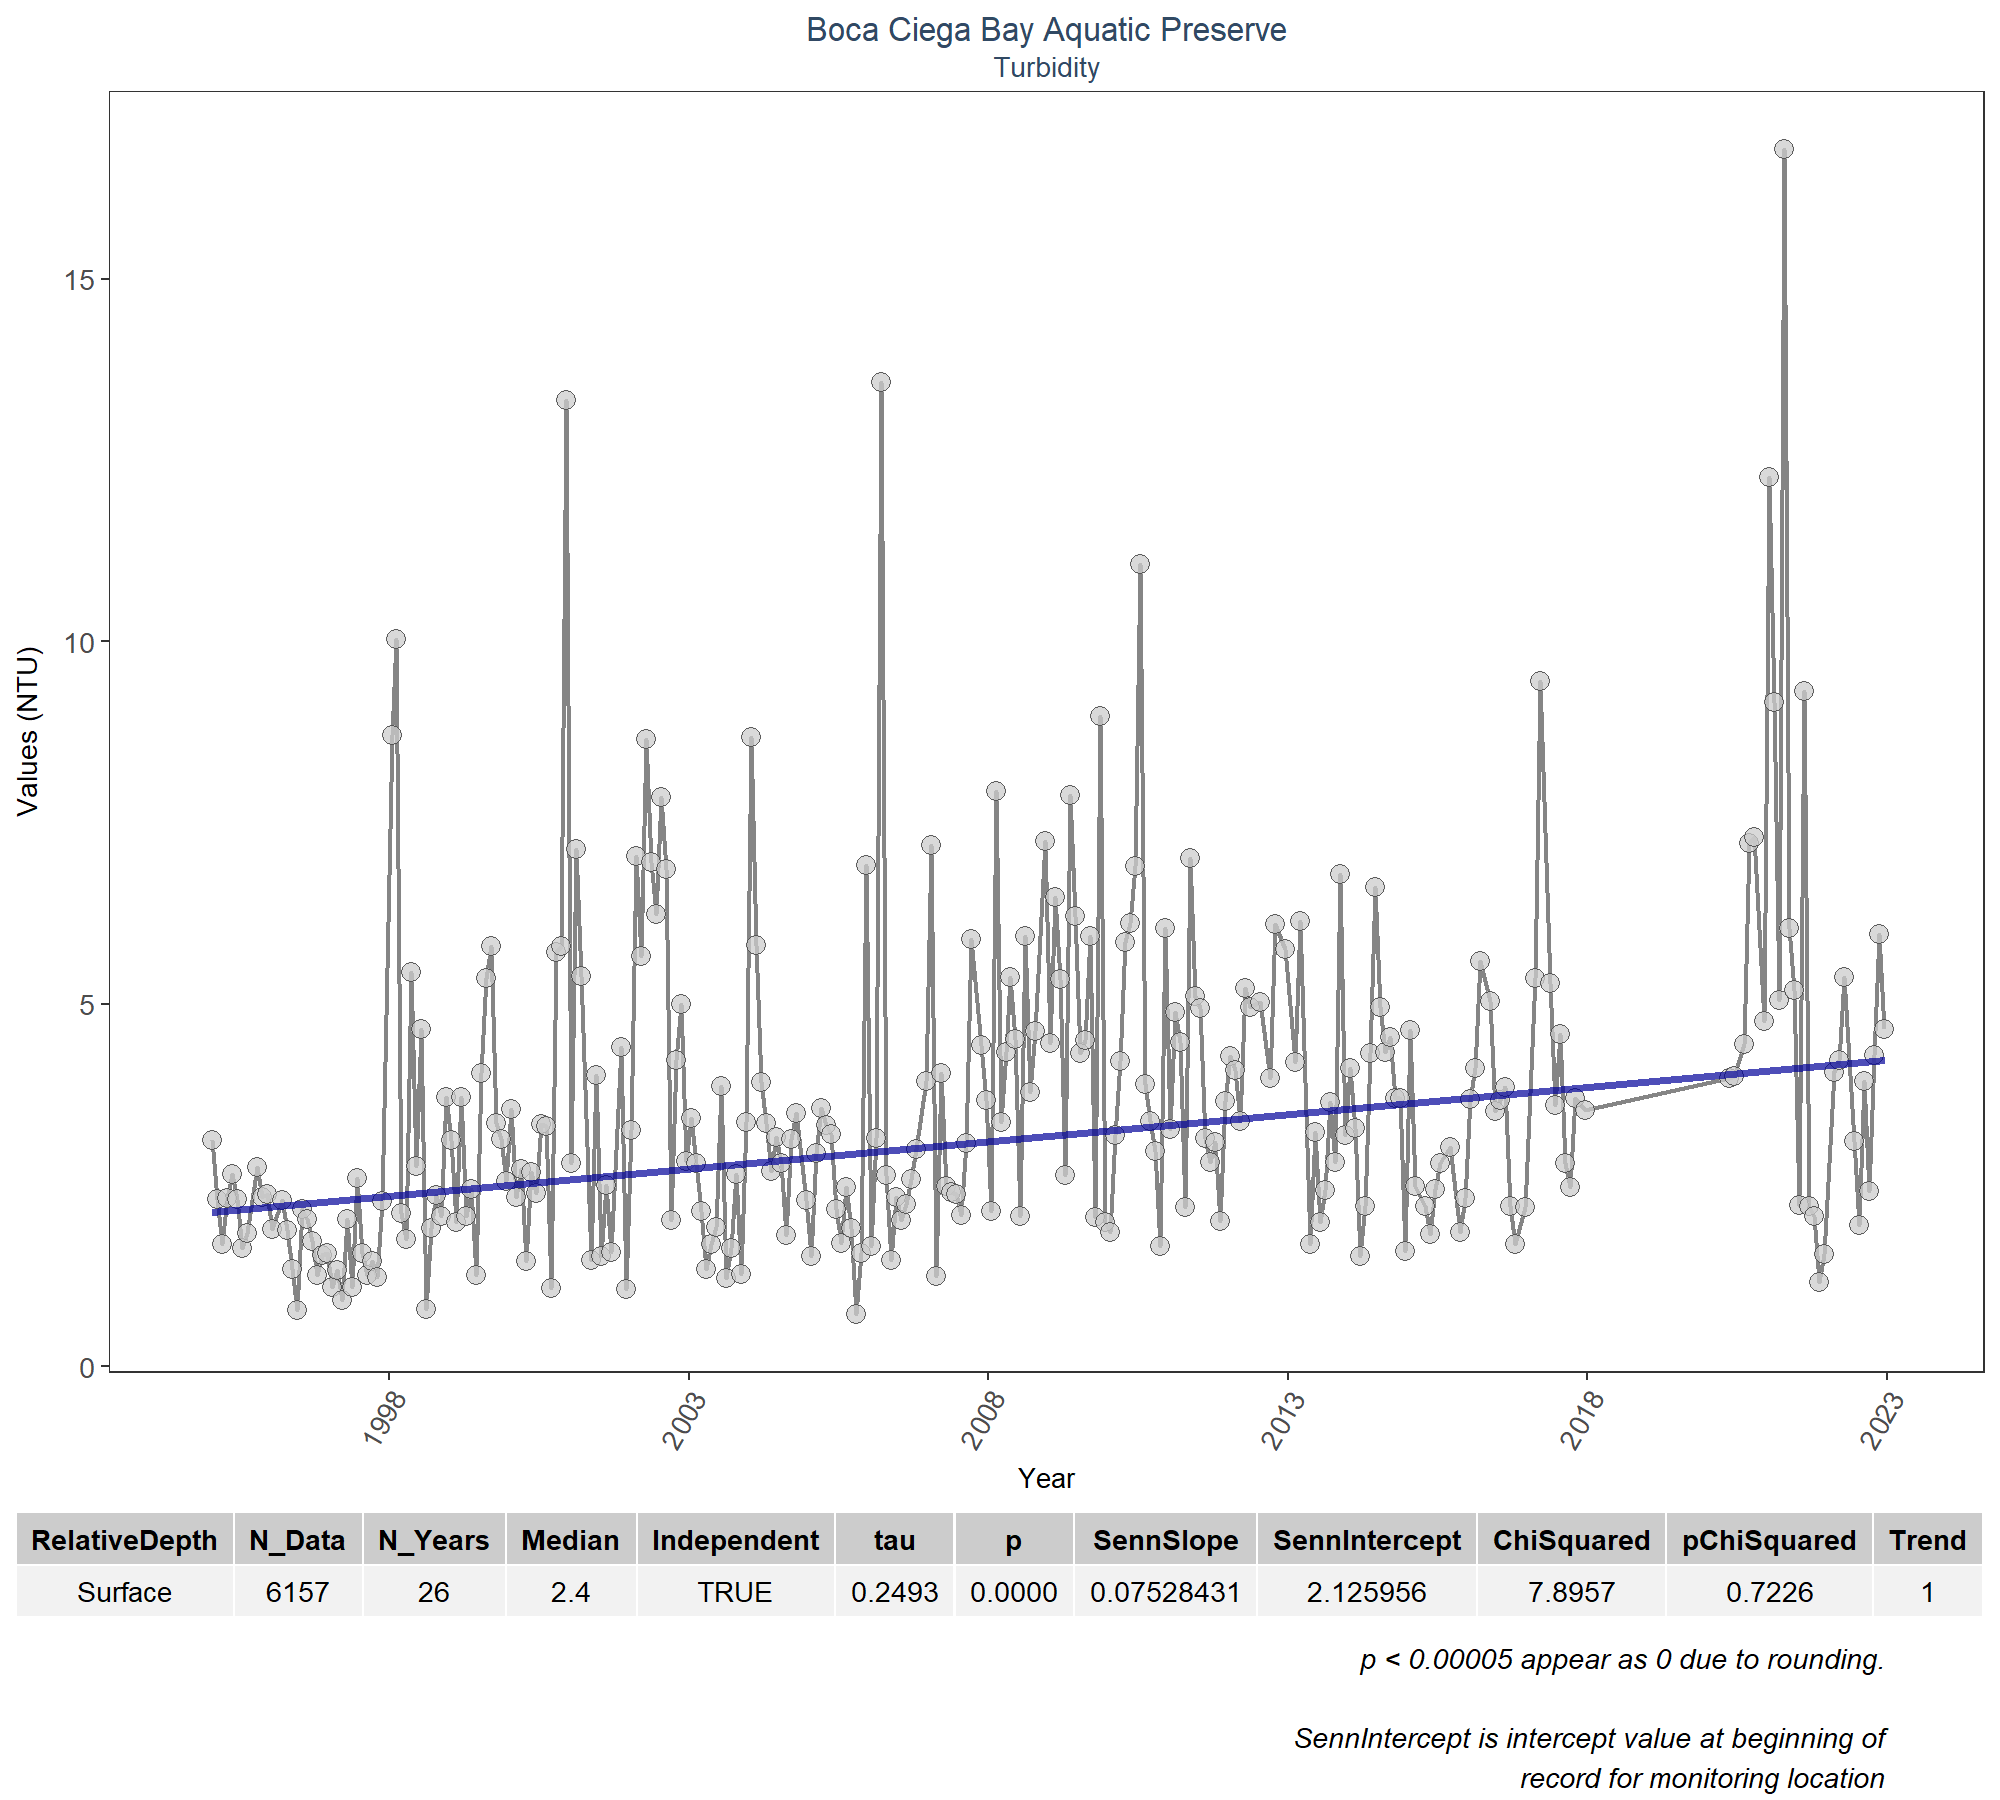 Boca Ciega Bay Aquatic Preserve
Turbidity
Values (NTU)
15
10
5
0
1998 2003 2008 2013 2018 2023
Year
RelativeDepth N_Data N_Years Median Independent tau p SennSlope SennIntercept ChiSquared pChiSquared Trend
Surface 6157 26 2.4 TRUE 0.2493 0.0000 0.07528431 2.125956 7.8957 0.7226 1
p < 0.00005 appear as 0 due to rounding.
SennIntercept is intercept value at beginning of
record for monitoring location